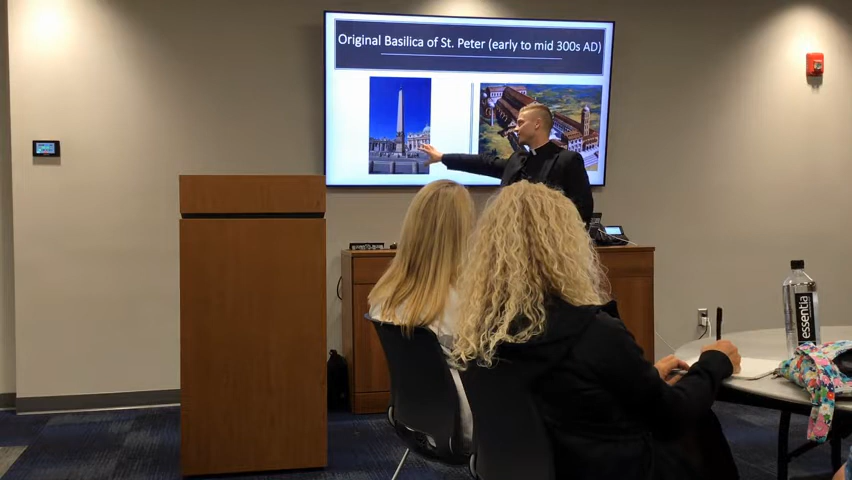 Original Basilica of St. Peter (early to mid 300s AD)
essentia